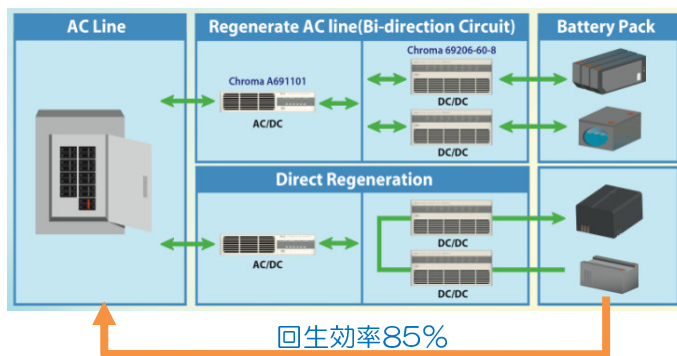 AC Line
Regenerate AC line(Bi-direction Circuit)
Battery Pack
Chroma 69206-60-8
Chroma A691101
DC/DC
AC/DC
DC/DC
Direct Regeneration
DC/DC
AC/DC
DC/DC
回生効率85%